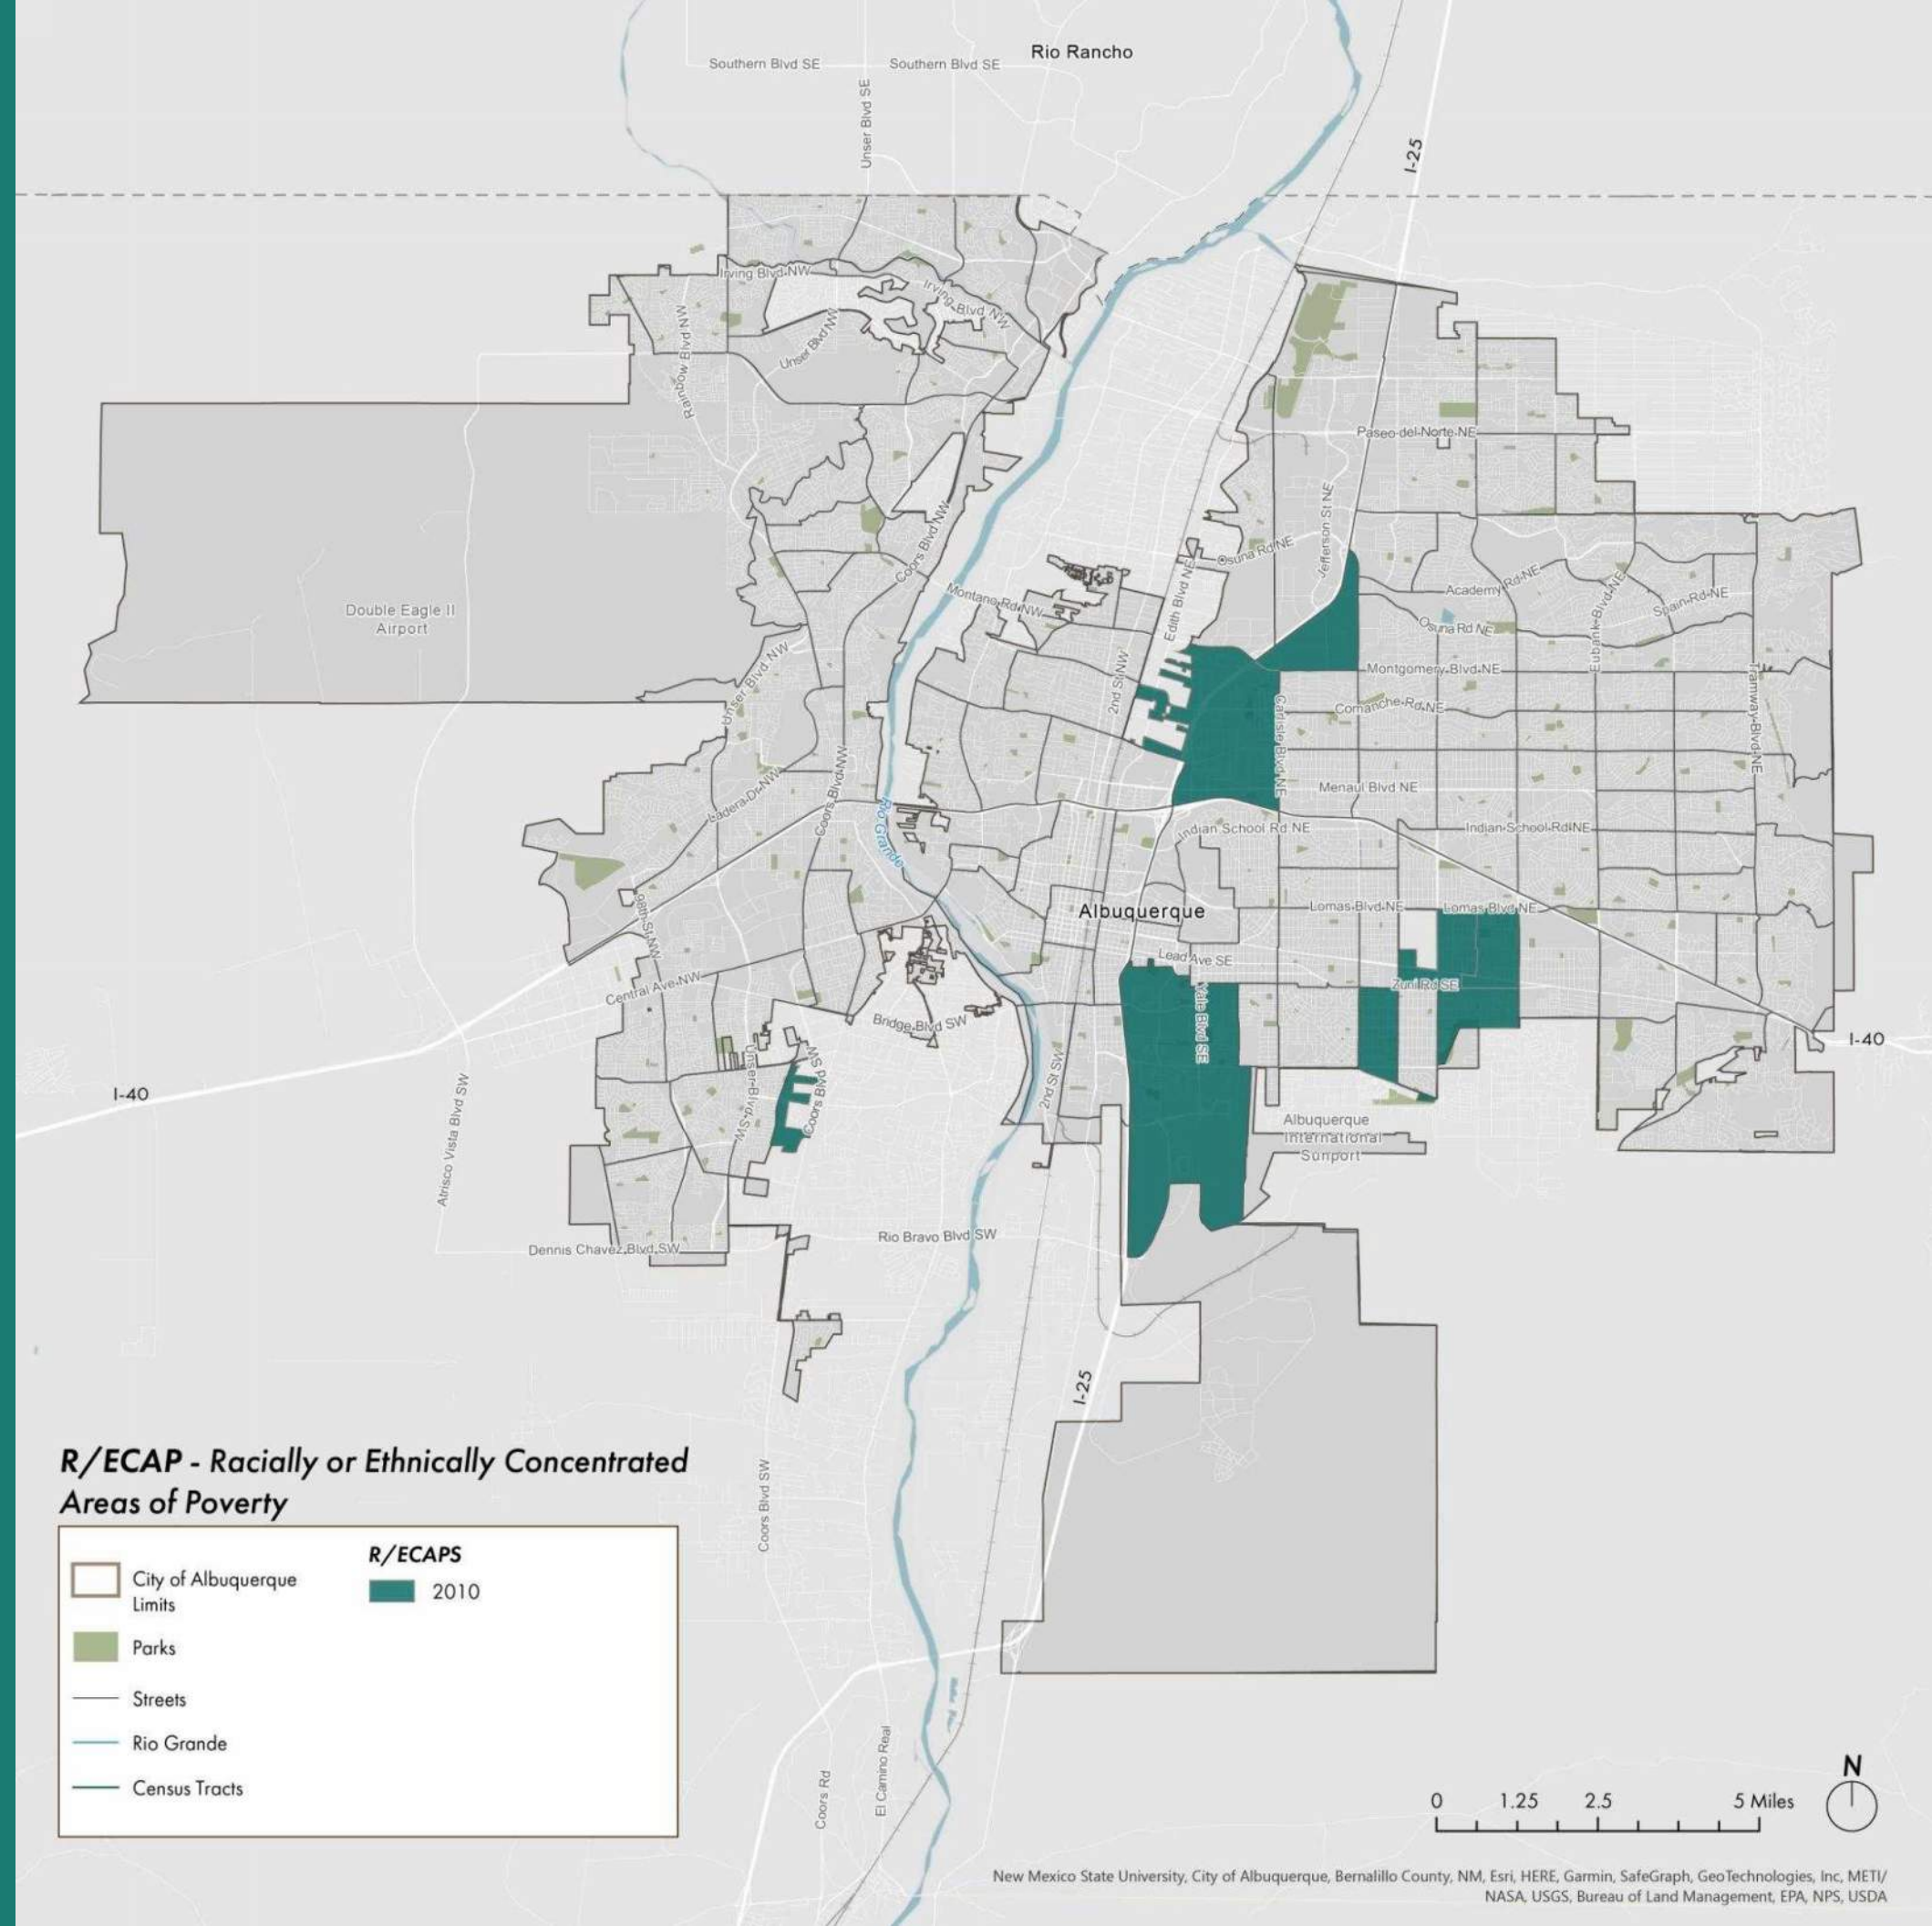 Rio Rancho
Southern Blvd SE
Southern Blvd SE
Unser Blvd SE
I-25
Irving Blvd NW
Irving Blvd NW
Rainbow Blvd NW
Unser Blvd NW
Paseo del Norte NE
Jefferson St NE
Coors Blvd NW
Osuna Rd NE
Academy Rd NE
Eubank Blvd NE
Spain Rd NE
Montano Rd NW
Edith Blvd NE
Double Eagle II
Airport
Osuna Rd NE
Unser Blvd NW
2nd St NW
Montgomery Blvd NE
Tramway Blvd NE
Carlisle Blvd NE
Comanche Rd NE
Ladera Dr NW
Coors Blvd NW
Menaul Blvd NE
Rio Grande
Indian School Rd NE
Indian School Rd NE
98th St NW
Albuquerque
Lomas Blvd NE
Lomas Blvd NE
Lead Ave SE
Central Ave NW
Zuni Rd SE
Yale Blvd SE
Bridge Blvd SW
I-40
I-40
Unser Blvd SW
Coors Blvd SW
2nd St SW
Atrisco Vista Blvd SW
Albuquerque
International
Sunport
Rio Bravo Blvd SW
Dennis Chavez Blvd SW
I-25
Coors Blvd SW
El Camino Real
Coors Rd
R/ECAP - Racially or Ethnically Concentrated
Areas of Poverty
City of Albuquerque
Limits
Parks
Streets
Rio Grande
Census Tracts
R/ECAPS
2010
N
0 1.25 2.5 5 Miles
New Mexico State University, City of Albuquerque, Bernalillo County, NM, Esri, HERE, Garmin, SafeGraph, GeoTechnologies, Inc, METI/
NASA, USGS, Bureau of Land Management, EPA, NPS, USDA